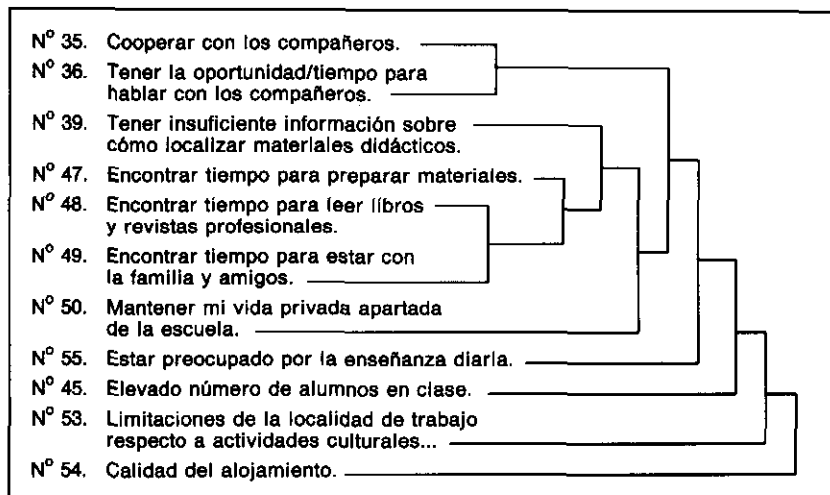 Nº 35. Cooperar con los compañeros.
Nº 36. Tener la oportunidad/tiempo para
hablar con los compañeros.
Nº 39. Tener insuficiente información sobre
cómo localizar materiales didácticos.
Nº 47. Encontrar tiempo para preparar materiales.
Nº 48. Encontrar tiempo para leer libros
y revistas profesionales.
Nº 49. Encontrar tiempo para estar con
la familia y amigos.
Nº 50. Mantener mi vida privada apartada
de la escuela.
Nº 55. Estar preocupado por la enseñanza diaria.
Nº 45. Elevado número de alumnos en clase.
Nº 53. Limitaciones de la localidad de trabajo
respecto a actividades culturales...
Nº 54. Calidad del alojamiento.